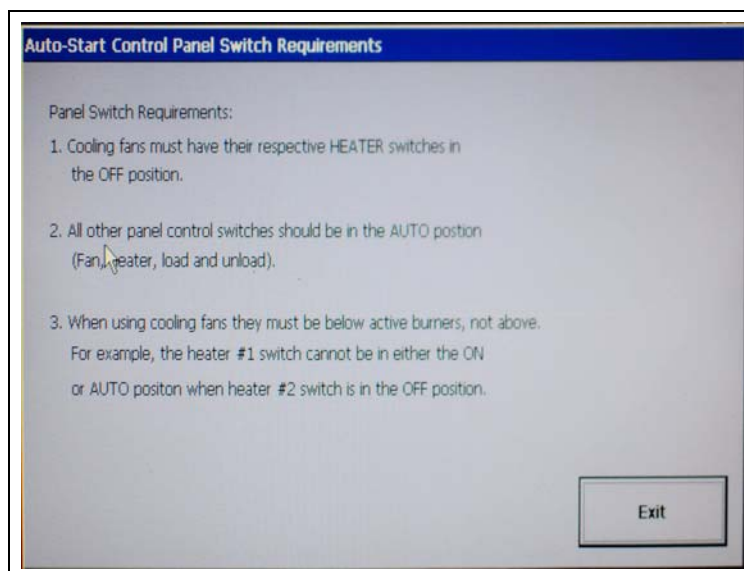 Auto-Start Control Panel Switch Requirements
Panel Switch Requirements:
1. Cooling fans must have their respective HEATER switches in
the OFF position.
2. All other panel control switches should be in the AUTO postion
(Fan, heater, load and unload).
3. When using cooling fans they must be below active burners, not above.
For example, the heater #1 switch cannot be in either the ON
or AUTO positon when heater #2 switch is in the OFF position.
Exit